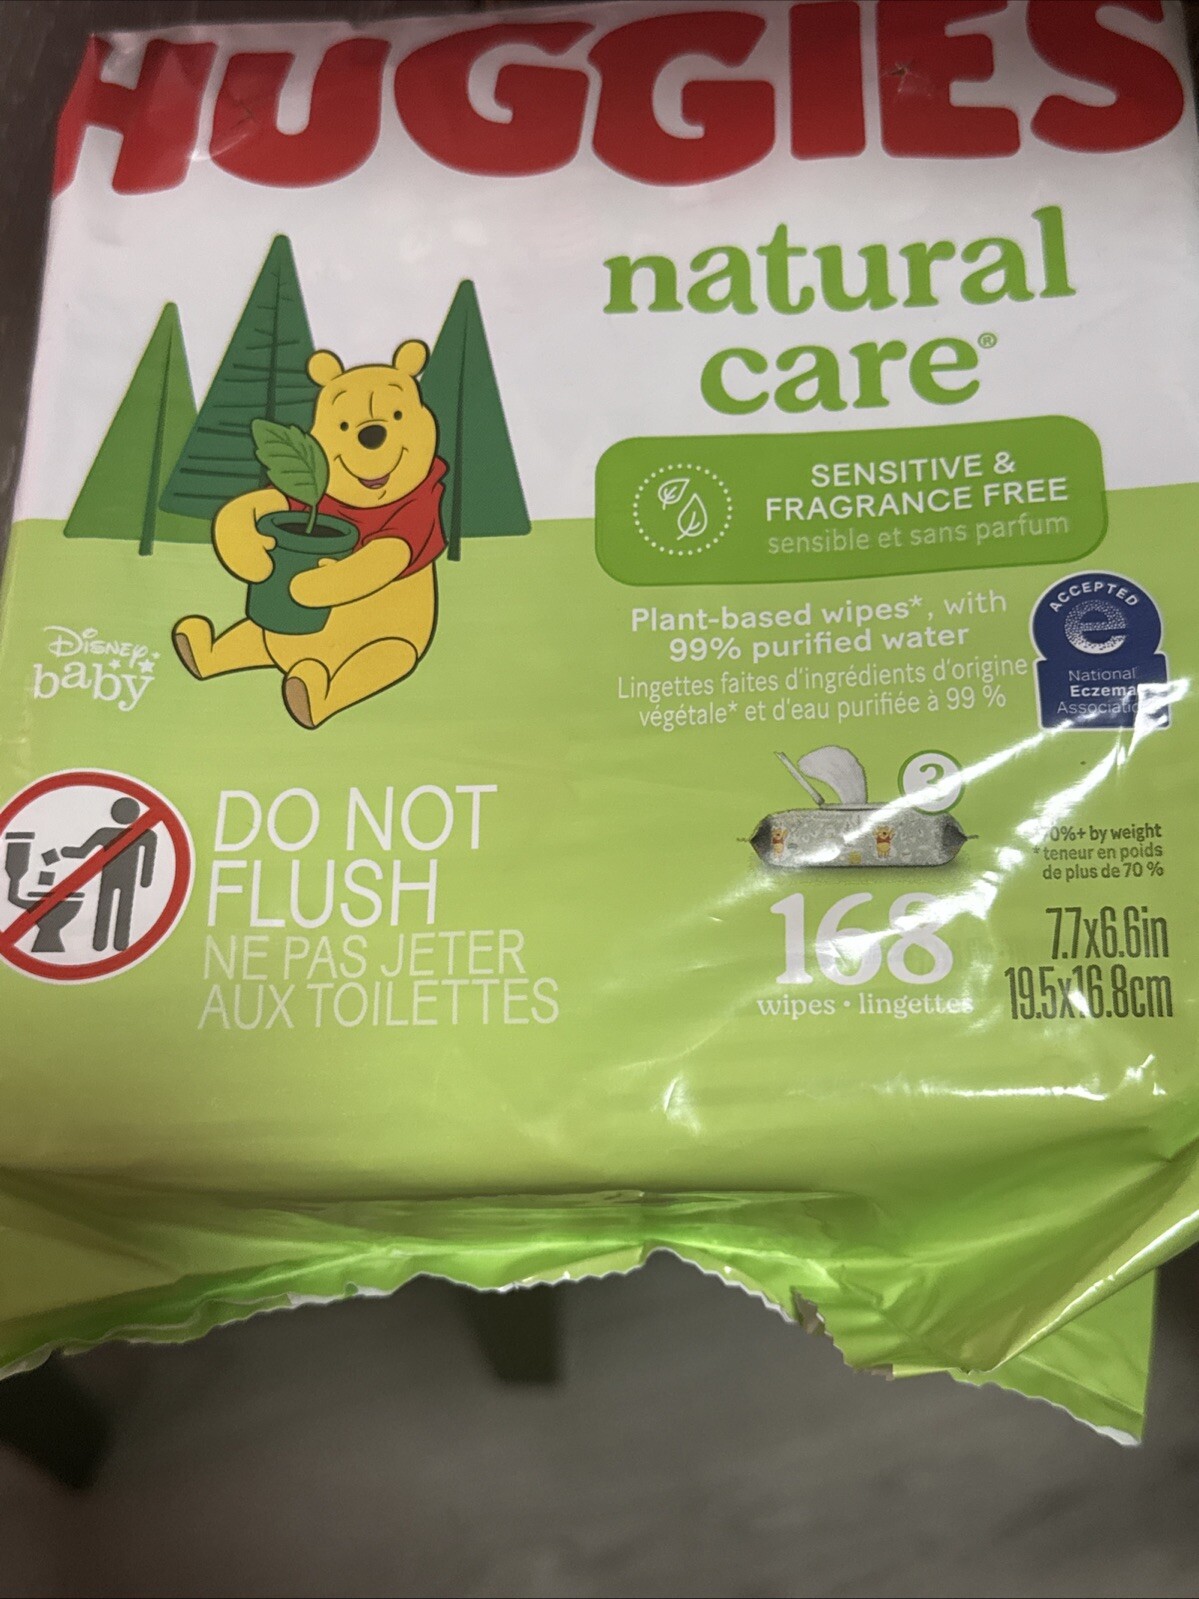 HUGGIES
natural
care®
SENSITIVE &
FRAGRANCE FREE
sensible et sans parfum
Plant-based wipes*, with
99% purified water
Lingettes faites d'ingrédients d'origine
végétale* et d'eau purifiée à 99 %
ACCEPTED
e
National
Eczema
Association
Disney
baby
DO NOT
FLUSH
NE PAS JETER
AUX TOILETTES
3
168
wipes • lingettes
by weight
*teneur en poids
de plus de 70 %
7.7x6.6in
19.5x16.8cm